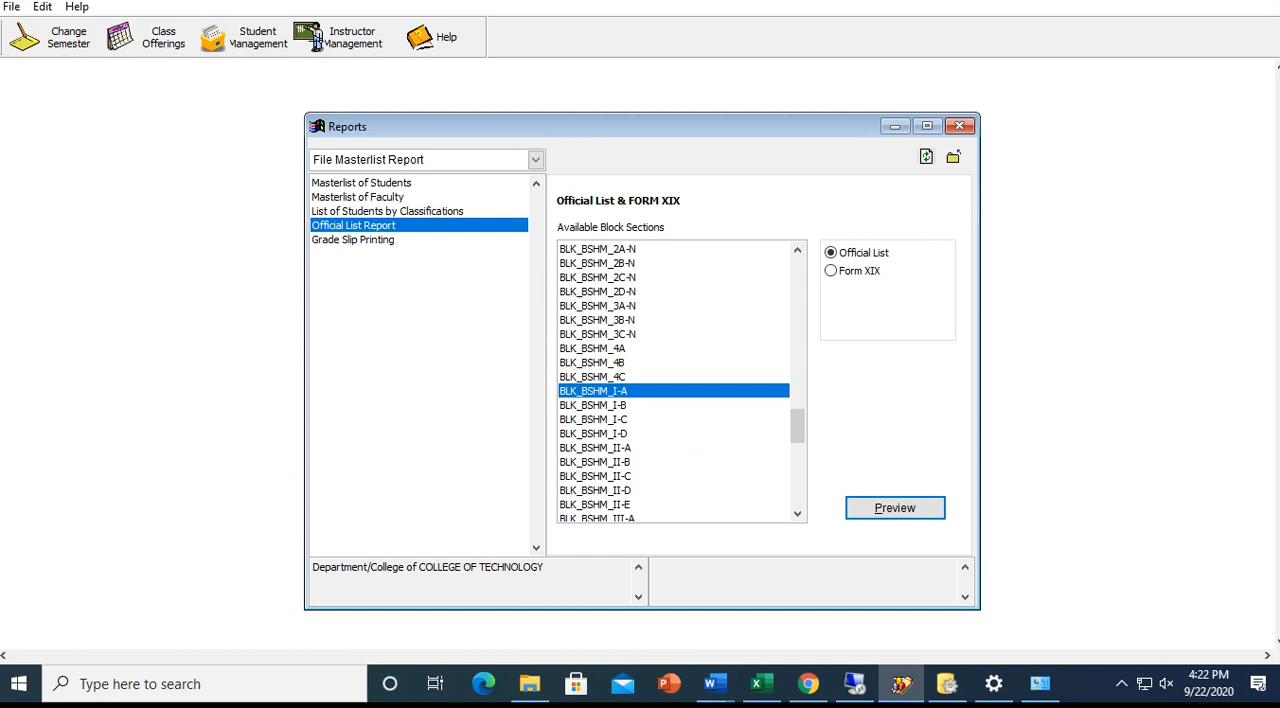 File Edit Help
Change Semester
Class Offerings
Student Management
Instructor Management
Help
Reports
File Masterlist Report
Masterlist of Students
Masterlist of Faculty
List of Students by Classifications
Official List Report
Grade Slip Printing
Official List & FORM XIX
Available Block Sections
BLK_BSHM_2A-N
BLK_BSHM_2B-N
BLK_BSHM_2C-N
BLK_BSHM_2D-N
BLK_BSHM_3A-N
BLK_BSHM_3B-N
BLK_BSHM_3C-N
BLK_BSHM_4A
BLK_BSHM_4B
BLK_BSHM_4C
BLK_BSHM_I-A
BLK_BSHM_I-B
BLK_BSHM_I-C
BLK_BSHM_I-D
BLK_BSHM_II-A
BLK_BSHM_II-B
BLK_BSHM_II-C
BLK_BSHM_II-D
BLK_BSHM_II-E
BLK_BSHM_III-A
Official List
Form XIX
Preview
Department/College of COLLEGE OF TECHNOLOGY
Type here to search
4:22 PM
9/22/2020